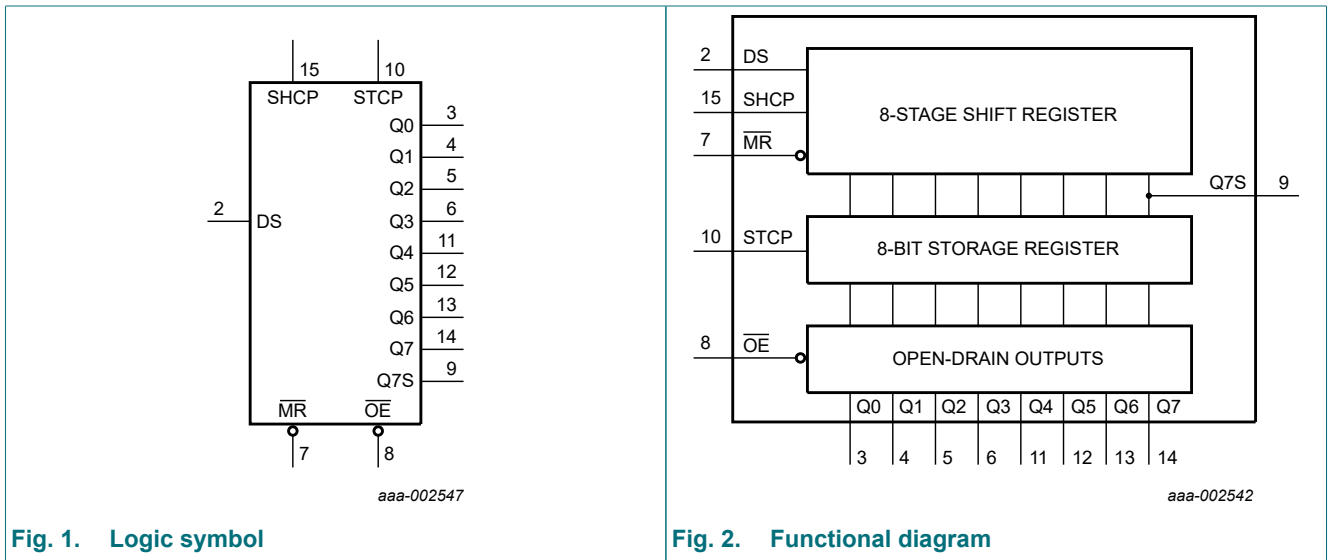 15 10
SHCP STCP
Q0 3
Q1 4
Q2 5
2 DS Q3 6
Q4 11
Q5 12
Q6 13
Q7 14
Q7S 9
MR OE
7 8
aaa-002547
Fig. 1. Logic symbol
2 DS
15 SHCP
8-STAGE SHIFT REGISTER
7 MR
Q7S 9
10 STCP
8-BIT STORAGE REGISTER
8 OE
OPEN-DRAIN OUTPUTS
Q0 Q1 Q2 Q3 Q4 Q5 Q6 Q7
3 4 5 6 11 12 13 14
aaa-002542
Fig. 2. Functional diagram